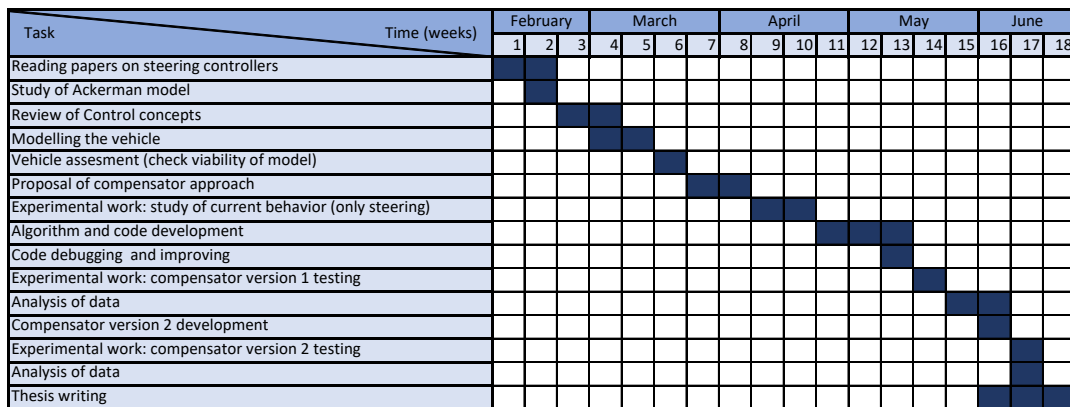 Task Time (weeks) February March April May June
1 2 3 4 5 6 7 8 9 10 11 12 13 14 15 16 17 18
Reading papers on steering controllers
Study of Ackerman model
Review of Control concepts
Modelling the vehicle
Vehicle assesment (check viability of model)
Proposal of compensator approach
Experimental work: study of current behavior (only steering)
Algorithm and code development
Code debugging and improving
Experimental work: compensator version 1 testing
Analysis of data
Compensator version 2 development
Experimental work: compensator version 2 testing
Analysis of data
Thesis writing